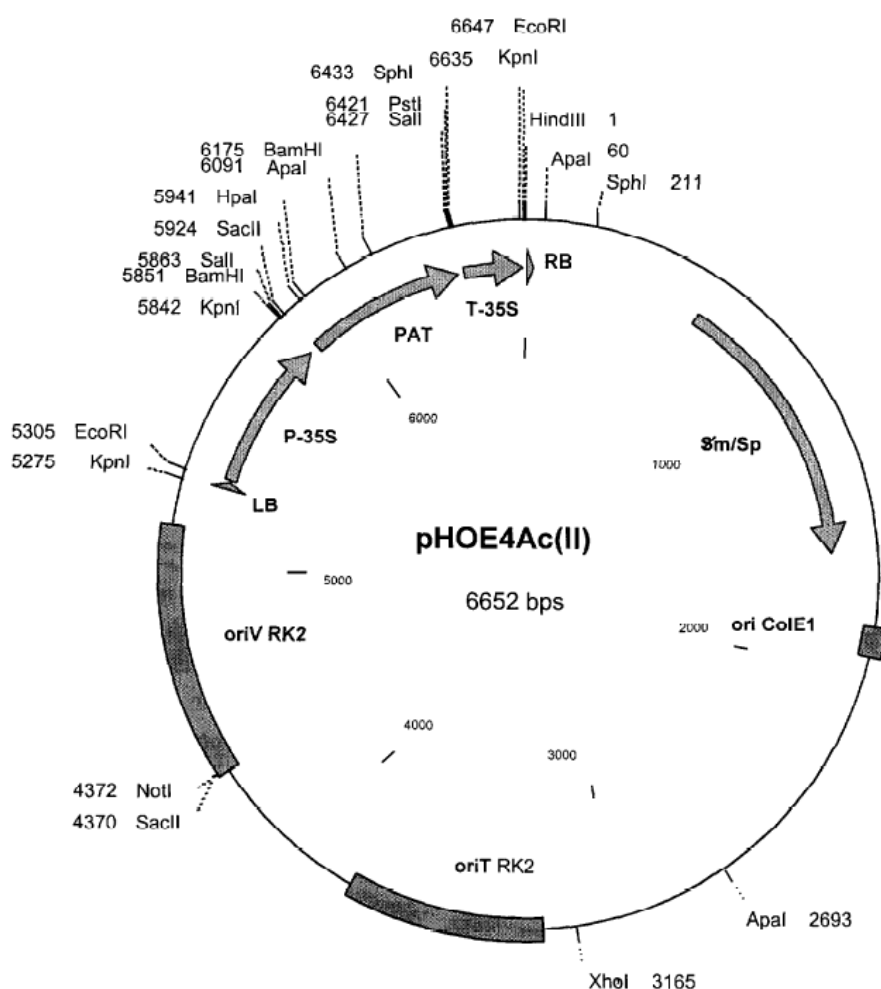 6647 EcoRI
6635 KpnI
6433 SphI
6421 PstI
6427 SalI
HindIII 1
6175 BamHI
6091 ApaI
ApaI 60
5941 HpaI
SphI 211
5924 SacII
5863 SalI
5851 BamHI
5842 KpnI
RB
T-35S
PAT
6000
P-35S
5305 EcoRI
5275 KpnI
1000
Sm/Sp
LB
pHOE4Ac(II)
5000
6652 bps
2000
ori ColE1
oriV RK2
4000
3000
4372 NotI
4370 SacII
oriT RK2
ApaI 2693
XhoI 3165